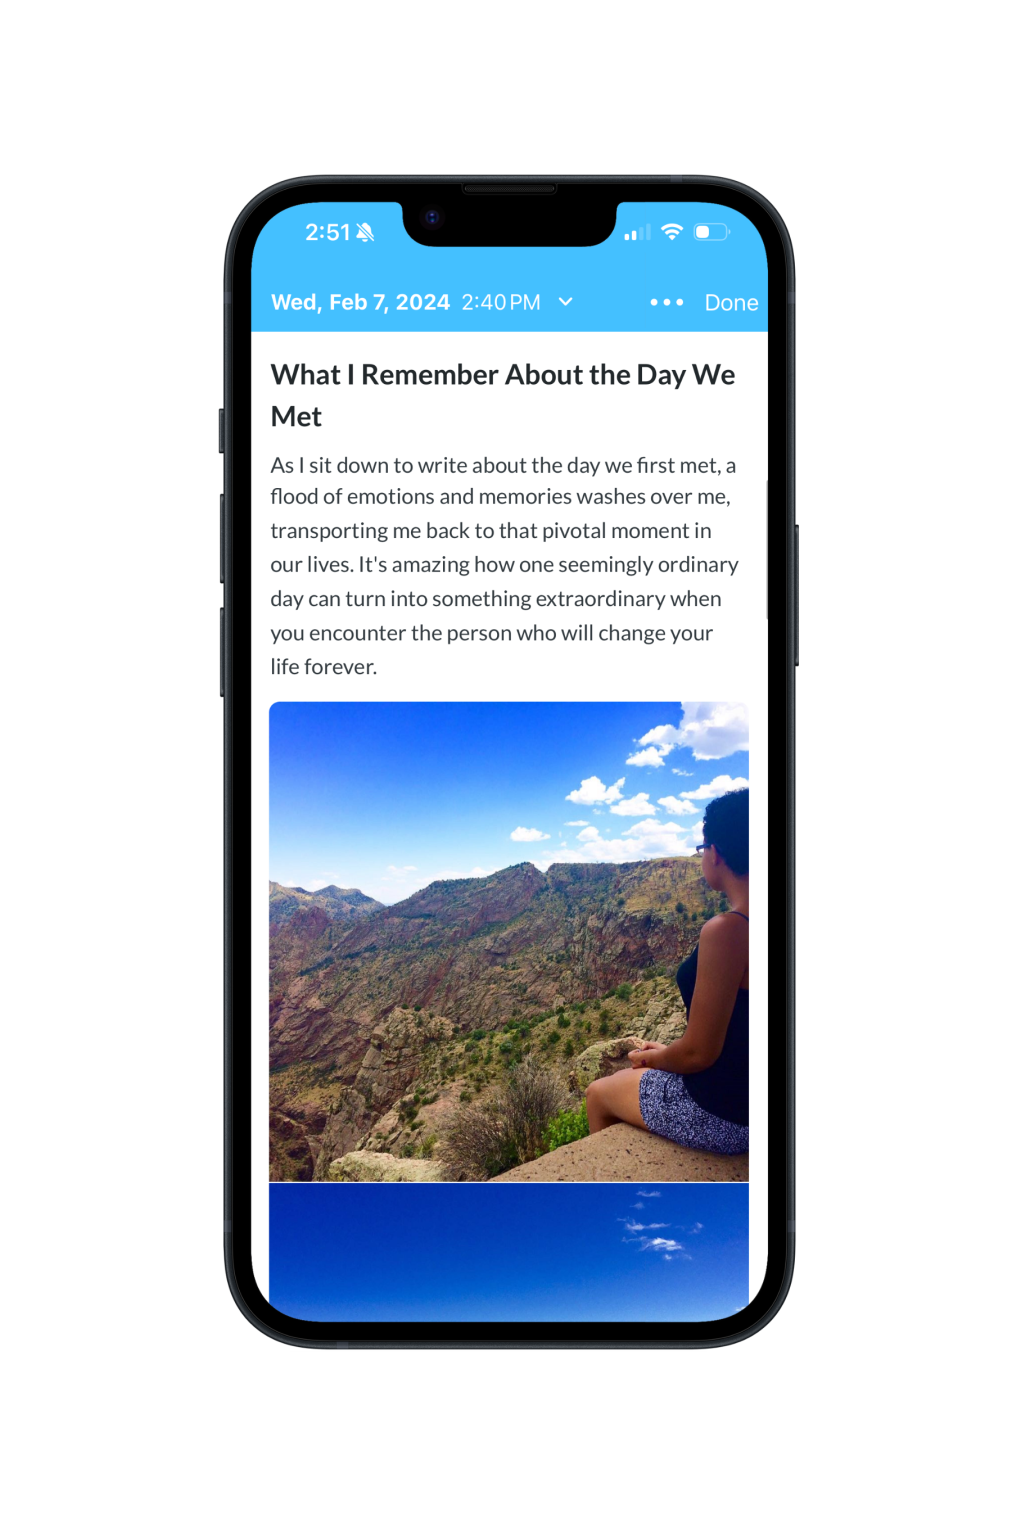 2:51
Wed, Feb 7, 2024 2:40 PM ••• Done
What I Remember About the Day We
Met
As I sit down to write about the day we first met, a
flood of emotions and memories washes over me,
transporting me back to that pivotal moment in
our lives. It's amazing how one seemingly ordinary
day can turn into something extraordinary when
you encounter the person who will change your
life forever.